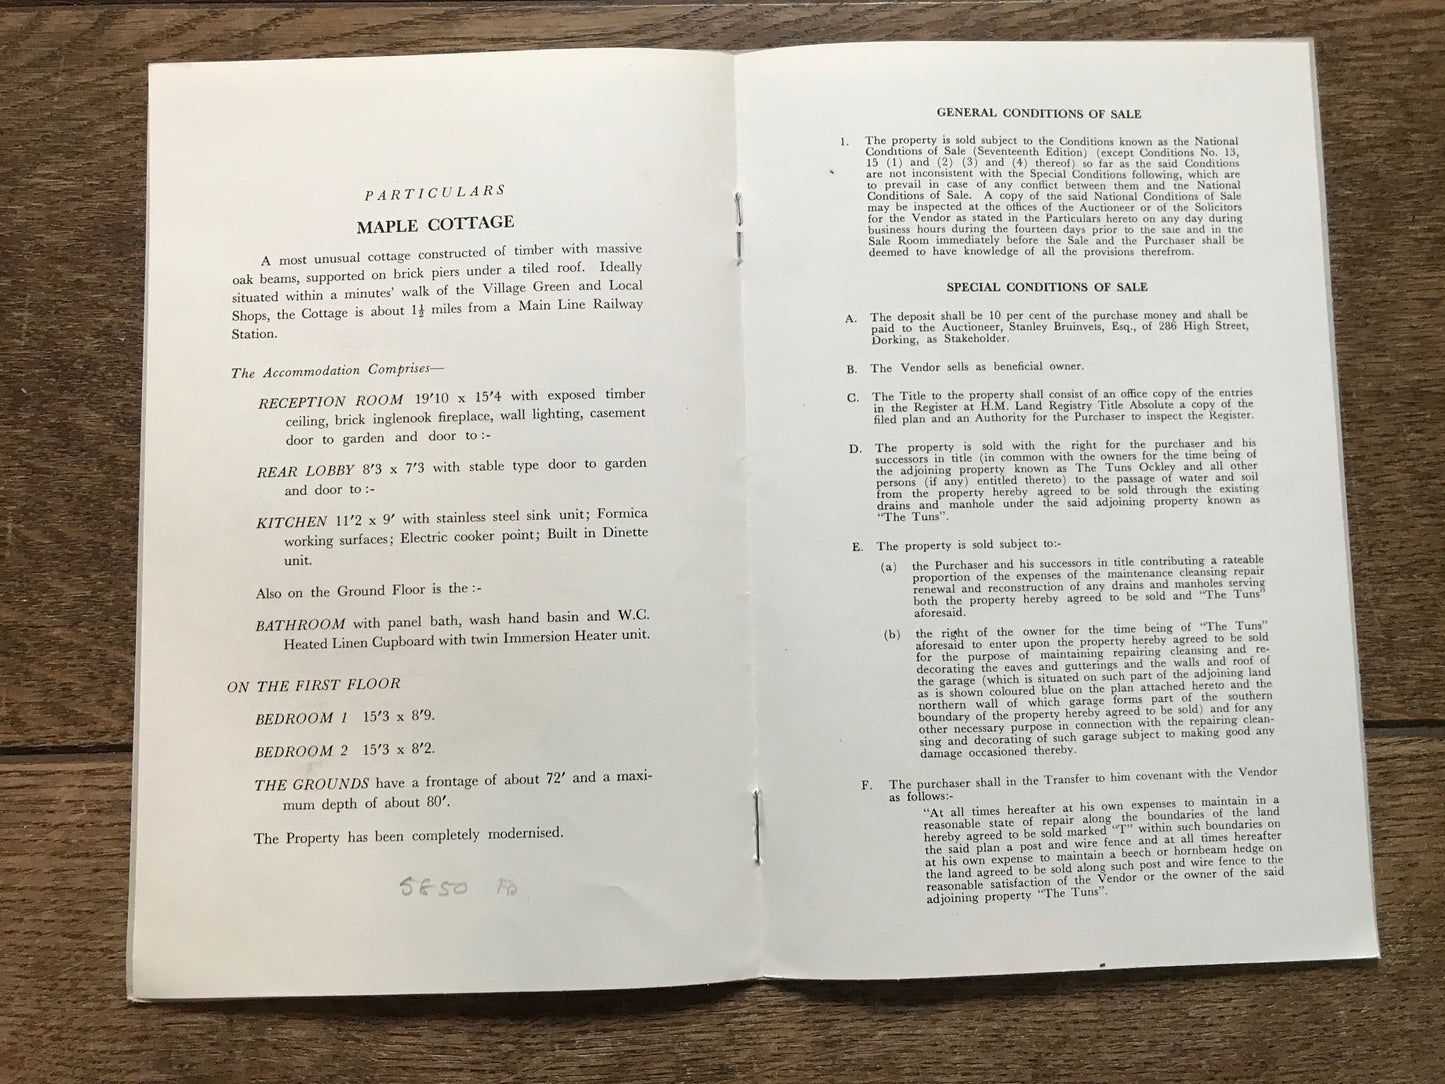 PARTICULARS
MAPLE COTTAGE
A most unusual cottage constructed of timber with massive
oak beams, supported on brick piers under a tiled roof. Ideally
situated within a minutes' walk of the Village Green and Local
Shops, the Cottage is about 1½ miles from a Main Line Railway
Station.
The Accommodation Comprises—
RECEPTION ROOM 19'10 x 15'4 with exposed timber
ceiling, brick inglenook fireplace, wall lighting, casement
door to garden and door to :-
REAR LOBBY 8'3 x 7'3 with stable type door to garden
and door to :-
KITCHEN 11'2 x 9' with stainless steel sink unit; Formica
working surfaces; Electric cooker point; Built in Dinette
unit.
Also on the Ground Floor is the :-
BATHROOM with panel bath, wash hand basin and W.C.
Heated Linen Cupboard with twin Immersion Heater unit.
ON THE FIRST FLOOR
BEDROOM 1 15'3 x 8'9.
BEDROOM 2 15'3 x 8'2.
THE GROUNDS have a frontage of about 72' and a maxi-
mum depth of about 80'.
The Property has been completely modernised.
5850
GENERAL CONDITIONS OF SALE
1. The property is sold subject to the Conditions known as the National
Conditions of Sale (Seventeenth Edition) (except Conditions No. 13,
15 (1) and (2) (3) and (4) thereof) so far as the said Conditions
are not inconsistent with the Special Conditions following, which are
to prevail in case of any conflict between them and the National
Conditions of Sale. A copy of the said National Conditions of Sale
may be inspected at the offices of the Auctioneer or of the Solicitors
for the Vendor as stated in the Particulars hereto on any day during
business hours during the fourteen days prior to the sale and in the
Sale Room immediately before the Sale and the Purchaser shall be
deemed to have knowledge of all the provisions therefrom.
SPECIAL CONDITIONS OF SALE
A. The deposit shall be 10 per cent of the purchase money and shall be
paid to the Auctioneer, Stanley Bruinvels, Esq., of 286 High Street,
Dorking, as Stakeholder.
B. The Vendor sells as beneficial owner.
C. The Title to the property shall consist of an office copy of the entries
in the Register at H.M. Land Registry Title Absolute a copy of the
filed plan and an Authority for the Purchaser to inspect the Register.
D. The property is sold with the right for the purchaser and his
successors in title (in common with the owners for the time being of
the adjoining property known as The Tuns Ockley and all other
persons (if any) entitled thereto) to the passage of water and soil
from the property hereby agreed to be sold through the existing
drains and manhole under the said adjoining property known as
"The Tuns".
E. The property is sold subject to:-
(a) the Purchaser and his successors in title contributing a rateable
proportion of the expenses of the maintenance cleansing repair
renewal and reconstruction of any drains and manholes serving
both the property hereby agreed to be sold and "The Tuns"
aforesaid.
(b) the right of the owner for the time being of "The Tuns"
aforesaid to enter upon the property hereby agreed to be sold
for the purpose of maintaining repairing cleansing and re-
decorating the eaves and gutterings and the walls and roof of
the garage (which is situated on such part of the adjoining land
as is shown coloured blue on the plan attached hereto and the
northern wall of which garage forms part of the southern
boundary of the property hereby agreed to be sold) and for any
other necessary purpose in connection with the repairing clean-
sing and decorating of such garage subject to making good any
damage occasioned thereby.
F. The purchaser shall in the Transfer to him covenant with the Vendor
as follows:-
"At all times hereafter at his own expenses to maintain in a
reasonable state of repair along the boundaries of the land
hereby agreed to be sold marked "T" within such boundaries on
the said plan a post and wire fence and at all times hereafter
at his own expense to maintain a beech or hornbeam hedge on
the land agreed to be sold along such post and wire fence to the
reasonable satisfaction of the Vendor or the owner of the said
adjoining property "The Tuns".